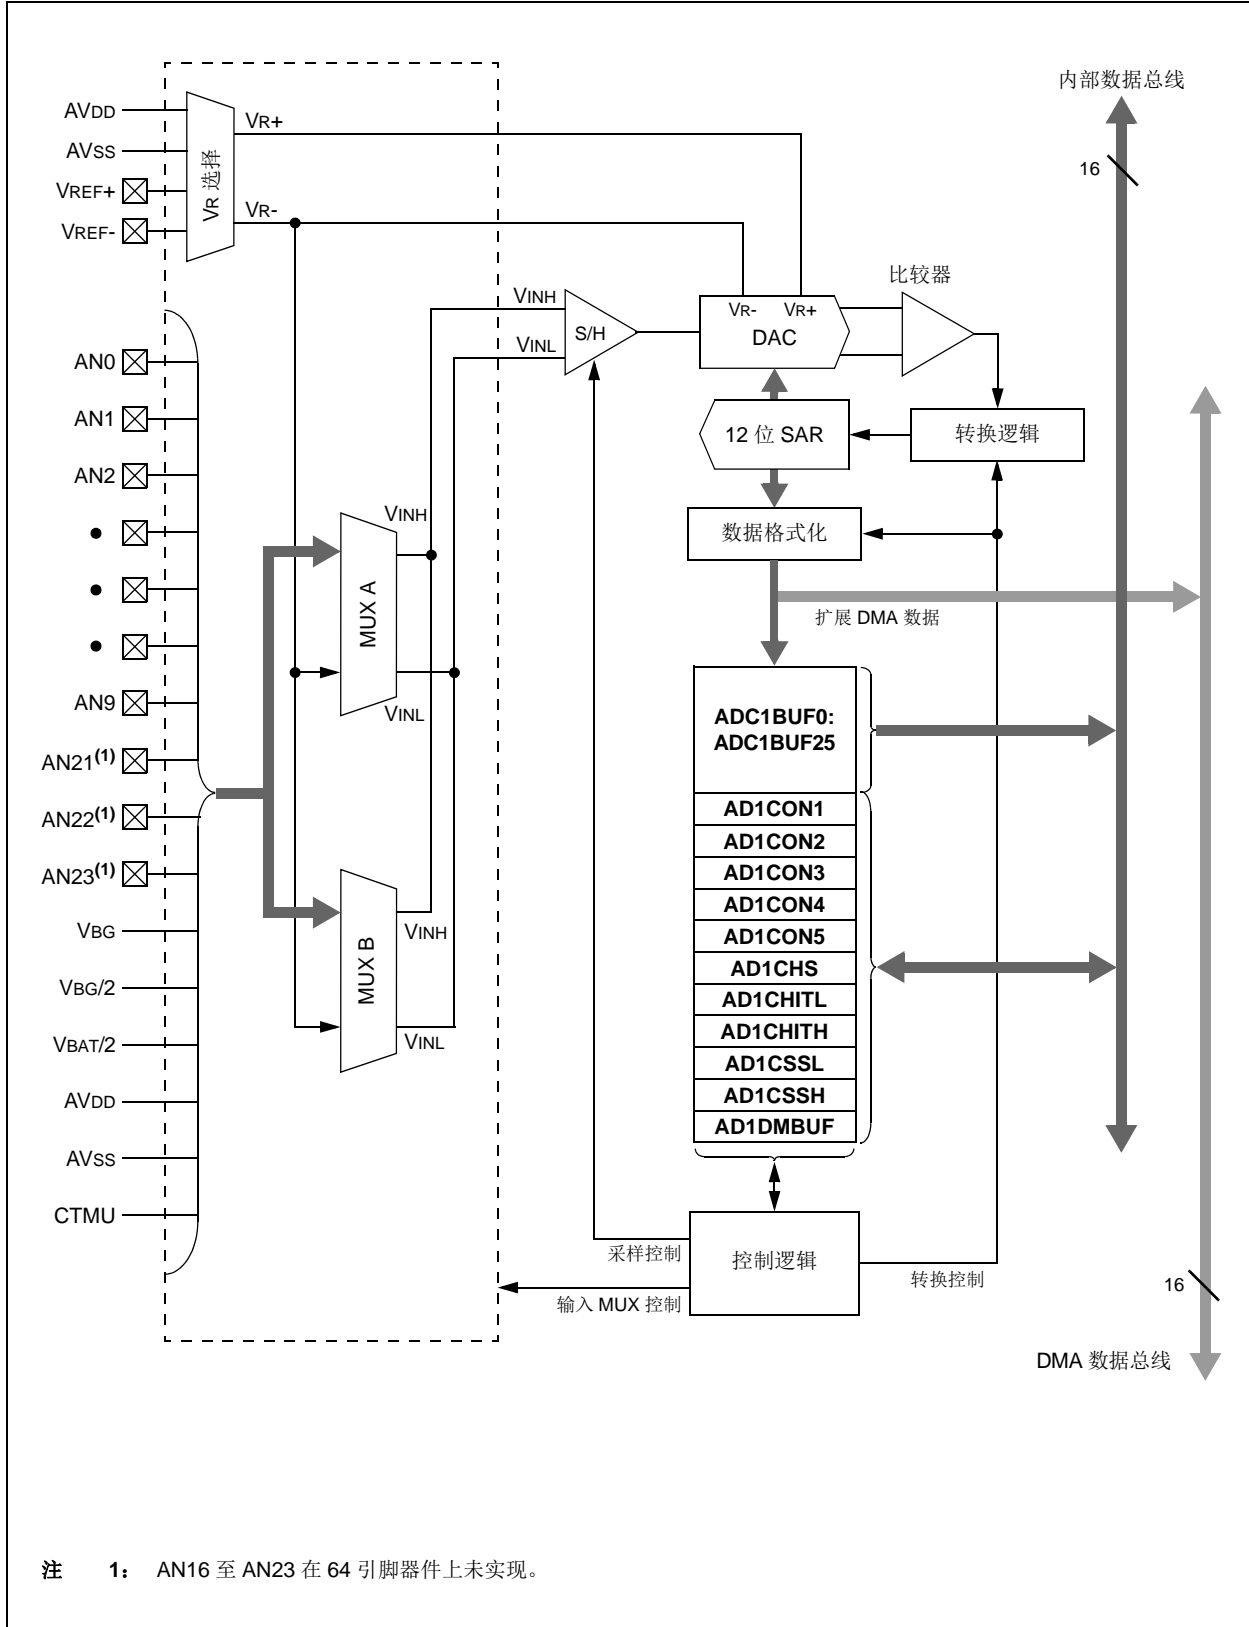 AVDD
AVSS
VREF+
VREF-
VR 选择
VR+
VR-
内部数据总线
16
比较器
VINH
VINL
S/H
VR- VR+
DAC
12 位 SAR
转换逻辑
数据格式化
扩展 DMA 数据
AN0
AN1
AN2
AN9
AN21(1)
AN22(1)
AN23(1)
VBG
VBG/2
VBAT/2
AVDD
AVSS
CTMU
VINH
MUX A
VINL
VINH
MUX B
VINL
ADC1BUF0:
ADC1BUF25
AD1CON1
AD1CON2
AD1CON3
AD1CON4
AD1CON5
AD1CHS
AD1CHITL
AD1CHITH
AD1CSSL
AD1CSSH
AD1DMBUF
采样控制
控制逻辑
转换控制
输入 MUX 控制
16
DMA 数据总线
注 1： AN16 至 AN23 在 64 引脚器件上未实现。